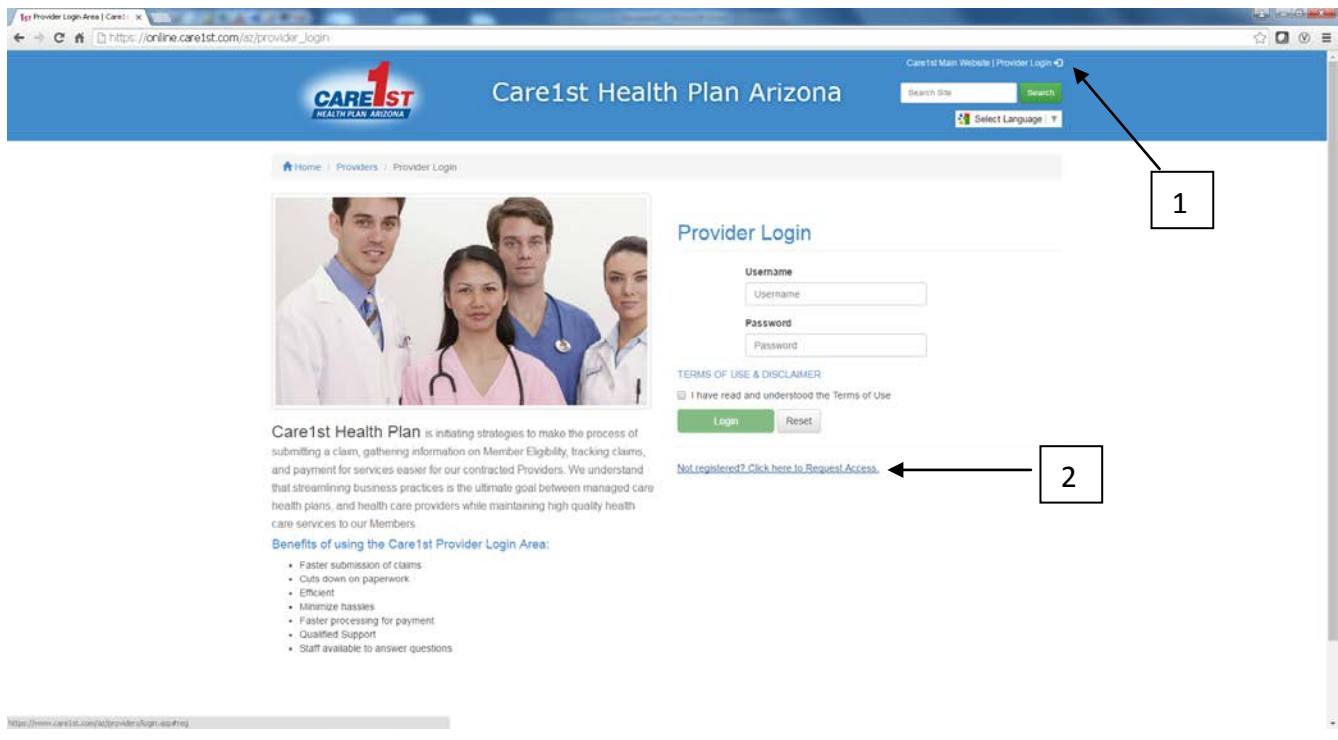 1st Provider Login Area | Care1s
https://online.care1st.com/az/provider_login
CARE1ST
HEALTH PLAN ARIZONA
Care1st Health Plan Arizona
Care1st Main Website | Provider Login
Search Site
Search
Select Language
1
Home / Providers / Provider Login
Provider Login
Username
Username
Password
Password
TERMS OF USE & DISCLAIMER
I have read and understood the Terms of Use
Login Reset
Not registered? Click here to Request Access.
2
Care1st Health Plan is initiating strategies to make the process of
submitting a claim, gathering information on Member Eligibility, tracking claims,
and payment for services easier for our contracted Providers. We understand
that streamlining business practices is the ultimate goal between managed care
health plans, and health care providers while maintaining high quality health
care services to our Members
Benefits of using the Care1st Provider Login Area:
• Faster submission of claims
• Cuts down on paperwork
• Efficient
• Minimize hassles
• Faster processing for payment
• Qualified Support
• Staff available to answer questions
https://www.care1st.com/az/providers/login.asp#reg